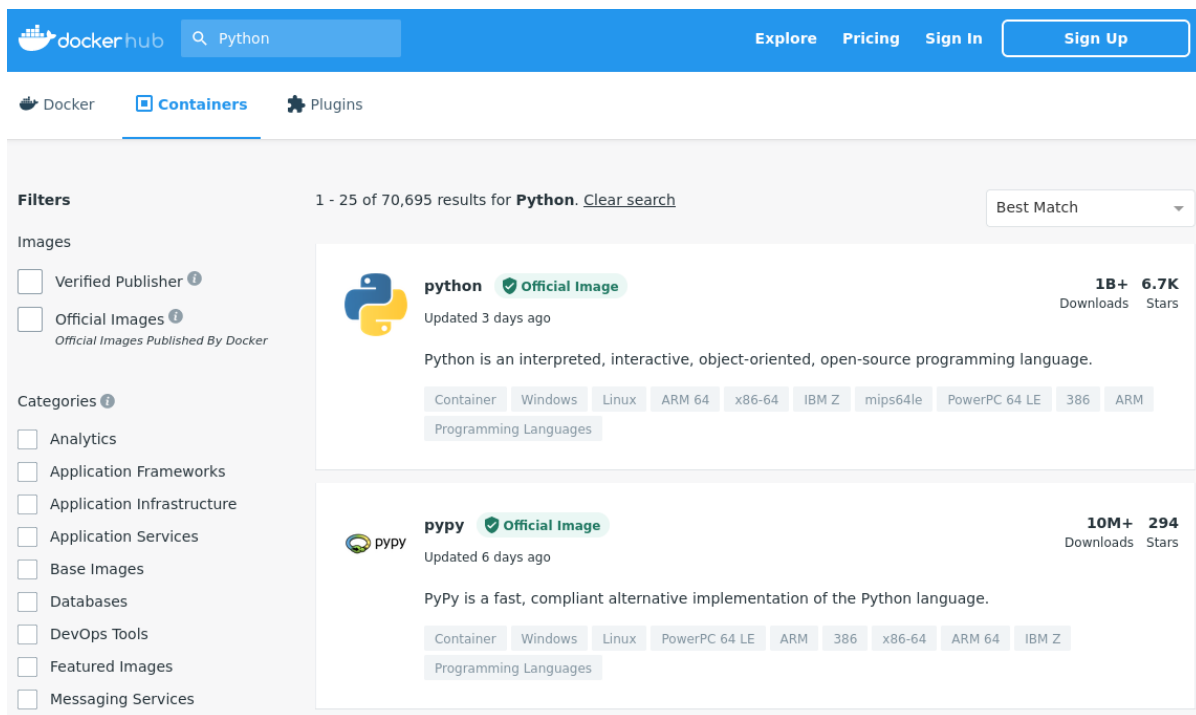 dockerhub Python Explore Pricing Sign In Sign Up
Docker Containers Plugins
Filters
Images
Verified Publisher
Official Images
Official Images Published By Docker
Categories
Analytics
Application Frameworks
Application Infrastructure
Application Services
Base Images
Databases
DevOps Tools
Featured Images
Messaging Services
1 - 25 of 70,695 results for Python. Clear search
Best Match
python Official Image
Updated 3 days ago
1B+ 6.7K
Downloads Stars
Python is an interpreted, interactive, object-oriented, open-source programming language.
Container Windows Linux ARM 64 x86-64 IBM Z mips64le PowerPC 64 LE 386 ARM
Programming Languages
pypy
pypy Official Image
Updated 6 days ago
10M+ 294
Downloads Stars
PyPy is a fast, compliant alternative implementation of the Python language.
Container Windows Linux PowerPC 64 LE ARM 386 x86-64 ARM 64 IBM Z
Programming Languages